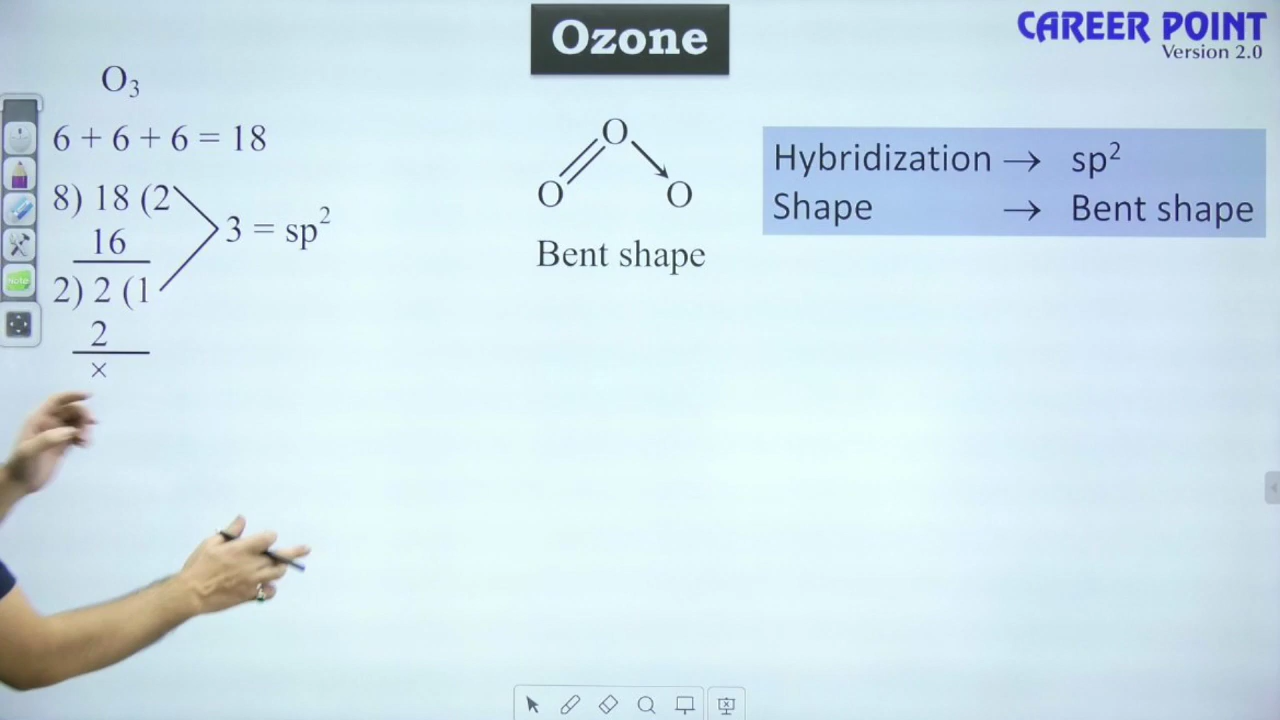 Ozone
CAREER POINT
Version 2.0
O₃
6 + 6 + 6 = 18
8) 18 (2
16
3 = sp²
2) 2 (1
2
×
O
O O
Bent shape
Hybridization → sp²
Shape → Bent shape
note